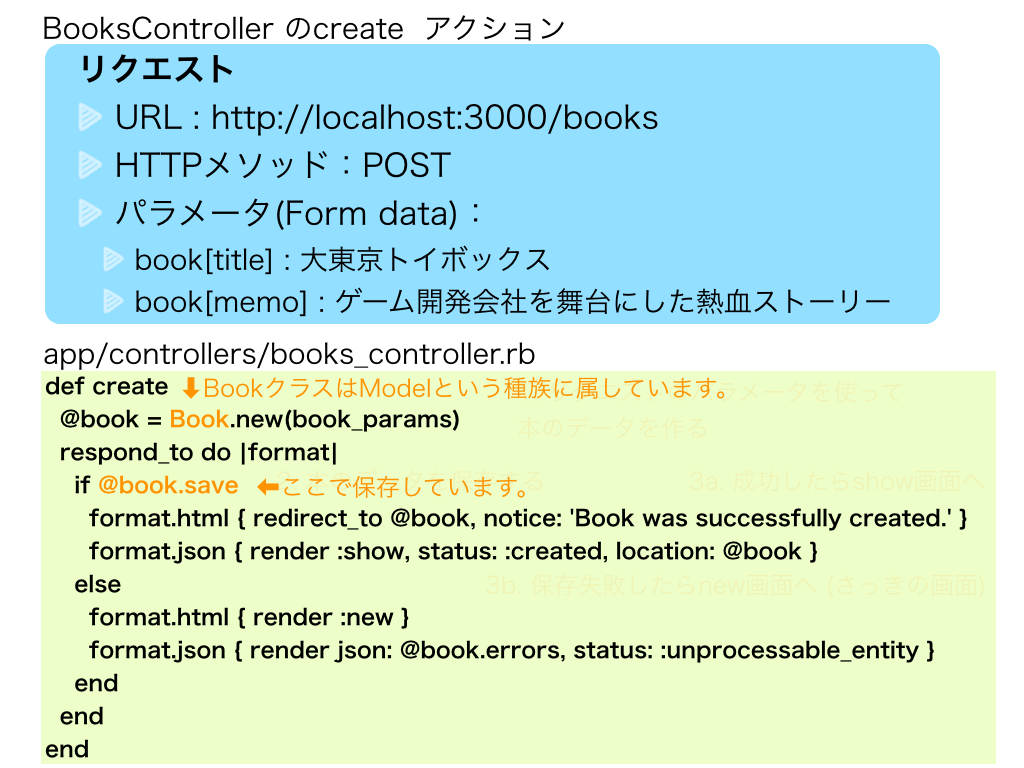 BooksController のcreate アクション
リクエスト
URL : http://localhost:3000/books
HTTPメソッド：POST
パラメータ(Form data)：
book[title] : 大東京トイボックス
book[memo] : ゲーム開発会社を舞台にした熱血ストーリー
app/controllers/books_controller.rb
def create ⬇BookクラスはModelという種族に属しています。 パラメータを使って
本のデータを作る
@book = Book.new(book_params)
respond_to do |format|
if @book.save ⬅ここで保存しています。 3a. 成功したらshow画面へ
format.html { redirect_to @book, notice: 'Book was successfully created.' }
format.json { render :show, status: :created, location: @book }
else
3b. 保存失敗したらnew画面へ (さっきの画面)
format.html { render :new }
format.json { render json: @book.errors, status: :unprocessable_entity }
end
end
end